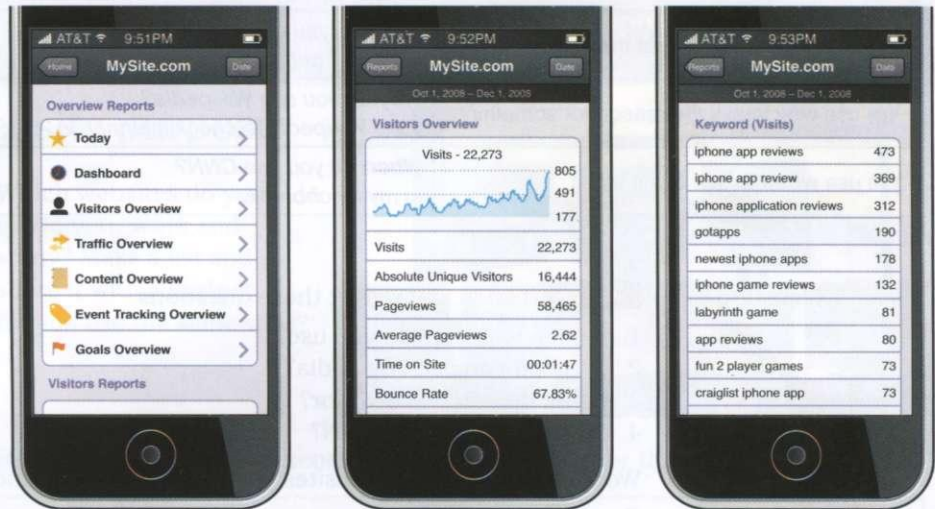 AT&T 9:51PM
Home MySite.com Date
Overview Reports
Today
Dashboard
Visitors Overview
Traffic Overview
Content Overview
Event Tracking Overview
Goals Overview
Visitors Reports
AT&T 9:52PM
Reports MySite.com Date
Oct 1, 2008 – Dec 1, 2008
Visitors Overview
Visits - 22,273
805
491
177
Visits 22,273
Absolute Unique Visitors 16,444
Pageviews 58,465
Average Pageviews 2.62
Time on Site 00:01:47
Bounce Rate 67.83%
AT&T 9:53PM
Reports MySite.com Date
Oct 1, 2008 – Dec 1, 2008
Keyword (Visits)
iphone app reviews 473
iphone app review 369
iphone application reviews 312
gotapps 190
newest iphone apps 178
iphone game reviews 132
labyrinth game 81
app reviews 80
fun 2 player games 73
craiglist iphone app 73